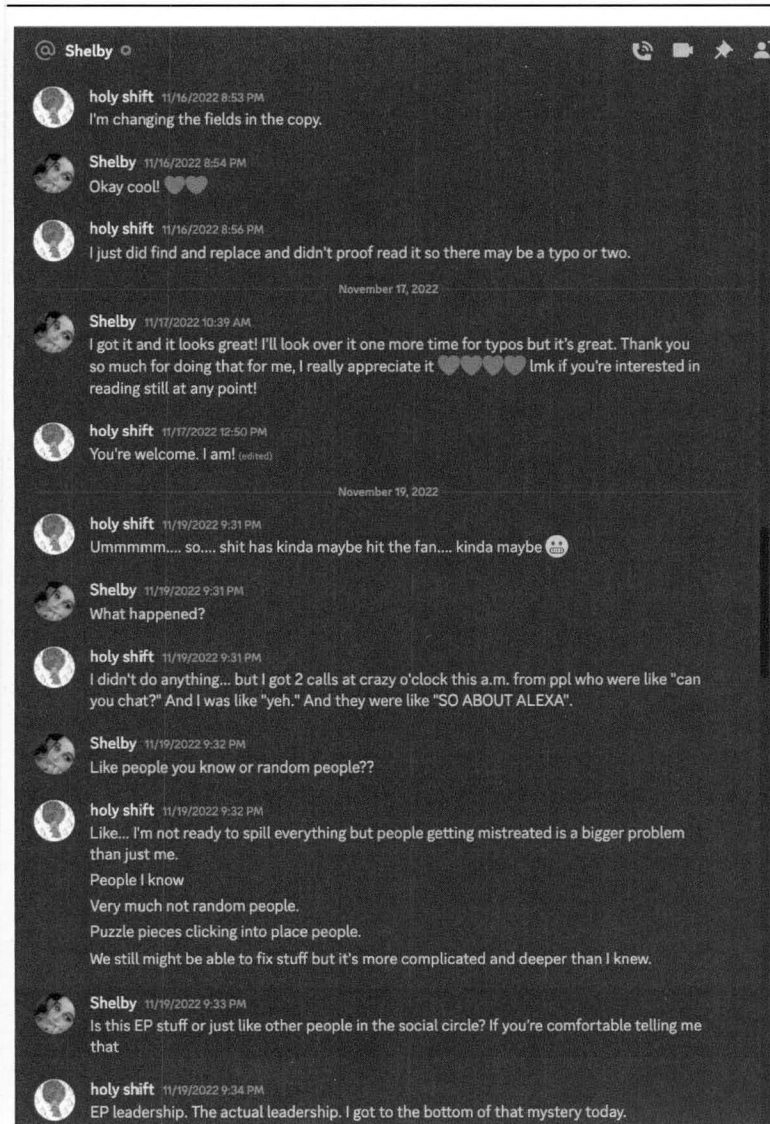 @ Shelby
holy shift 11/16/2022 8:53 PM
I'm changing the fields in the copy.
Shelby 11/16/2022 8:54 PM
Okay cool! ❤️❤️
holy shift 11/16/2022 8:56 PM
I just did find and replace and didn't proof read it so there may be a typo or two.
November 17, 2022
Shelby 11/17/2022 10:39 AM
I got it and it looks great! I'll look over it one more time for typos but it's great. Thank you
so much for doing that for me, I really appreciate it ❤️❤️❤️❤️ lmk if you're interested in
reading still at any point!
holy shift 11/17/2022 12:50 PM
You're welcome. I am! (edited)
November 19, 2022
holy shift 11/19/2022 9:31 PM
Ummmmm.... so.... shit has kinda maybe hit the fan.... kinda maybe 😬
Shelby 11/19/2022 9:31 PM
What happened?
holy shift 11/19/2022 9:31 PM
I didn't do anything... but I got 2 calls at crazy o'clock this a.m. from ppl who were like "can
you chat?" And I was like "yeh." And they were like "SO ABOUT ALEXA".
Shelby 11/19/2022 9:32 PM
Like people you know or random people??
holy shift 11/19/2022 9:32 PM
Like... I'm not ready to spill everything but people getting mistreated is a bigger problem
than just me.
People I know
Very much not random people.
Puzzle pieces clicking into place people.
We still might be able to fix stuff but it's more complicated and deeper than I knew.
Shelby 11/19/2022 9:33 PM
Is this EP stuff or just like other people in the social circle? If you're comfortable telling me
that
holy shift 11/19/2022 9:34 PM
EP leadership. The actual leadership. I got to the bottom of that mystery today.